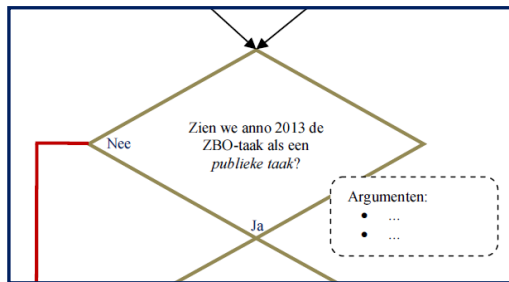 Zien we anno 2013 de
ZBO-taak als een
publieke taak?
Nee
Ja
Argumenten:
• ...
• ...